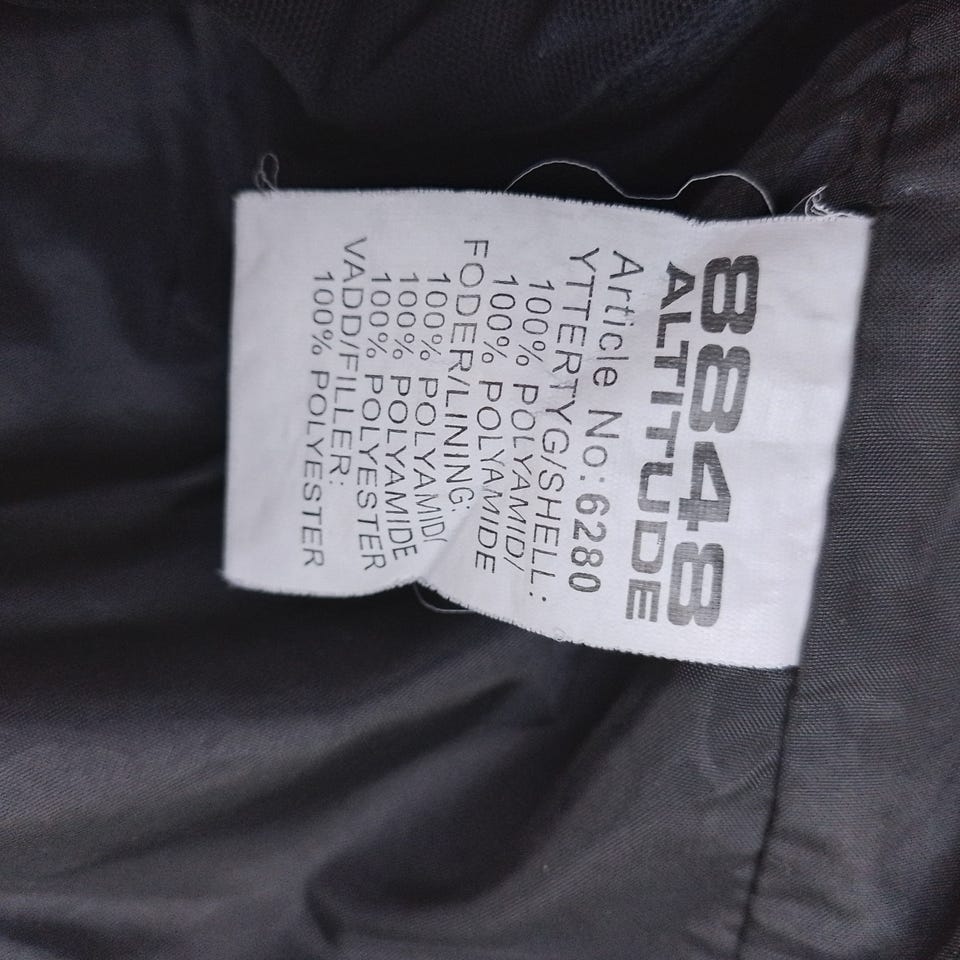 8848
ALTITUDE
Article No: 6280
YTTERTYG/SHELL:
100% POLYAMID/
100% POLYAMIDE
FODER/LINING:
100% POLYAMID/
100% POLYAMIDE
100% POLYESTER
VADD/FILLER:
100% POLYESTER